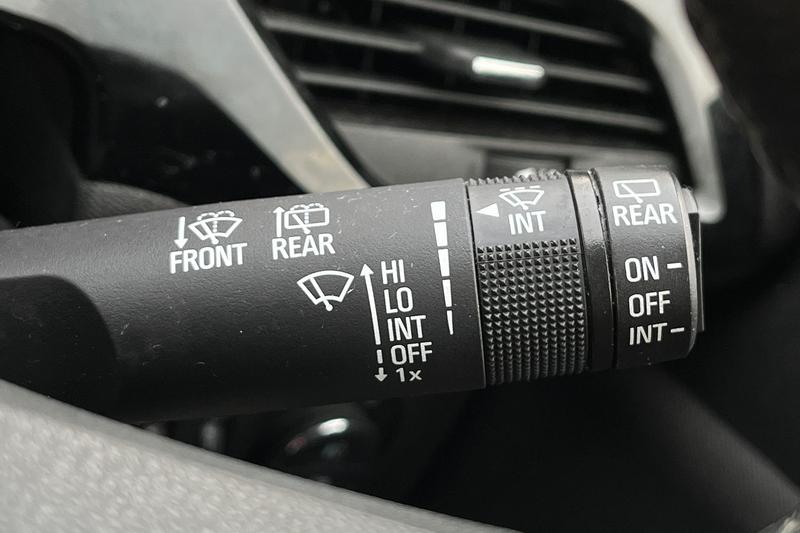 FRONT
REAR
HI
LO
INT
OFF
1x
INT
REAR
ON –
OFF
INT –